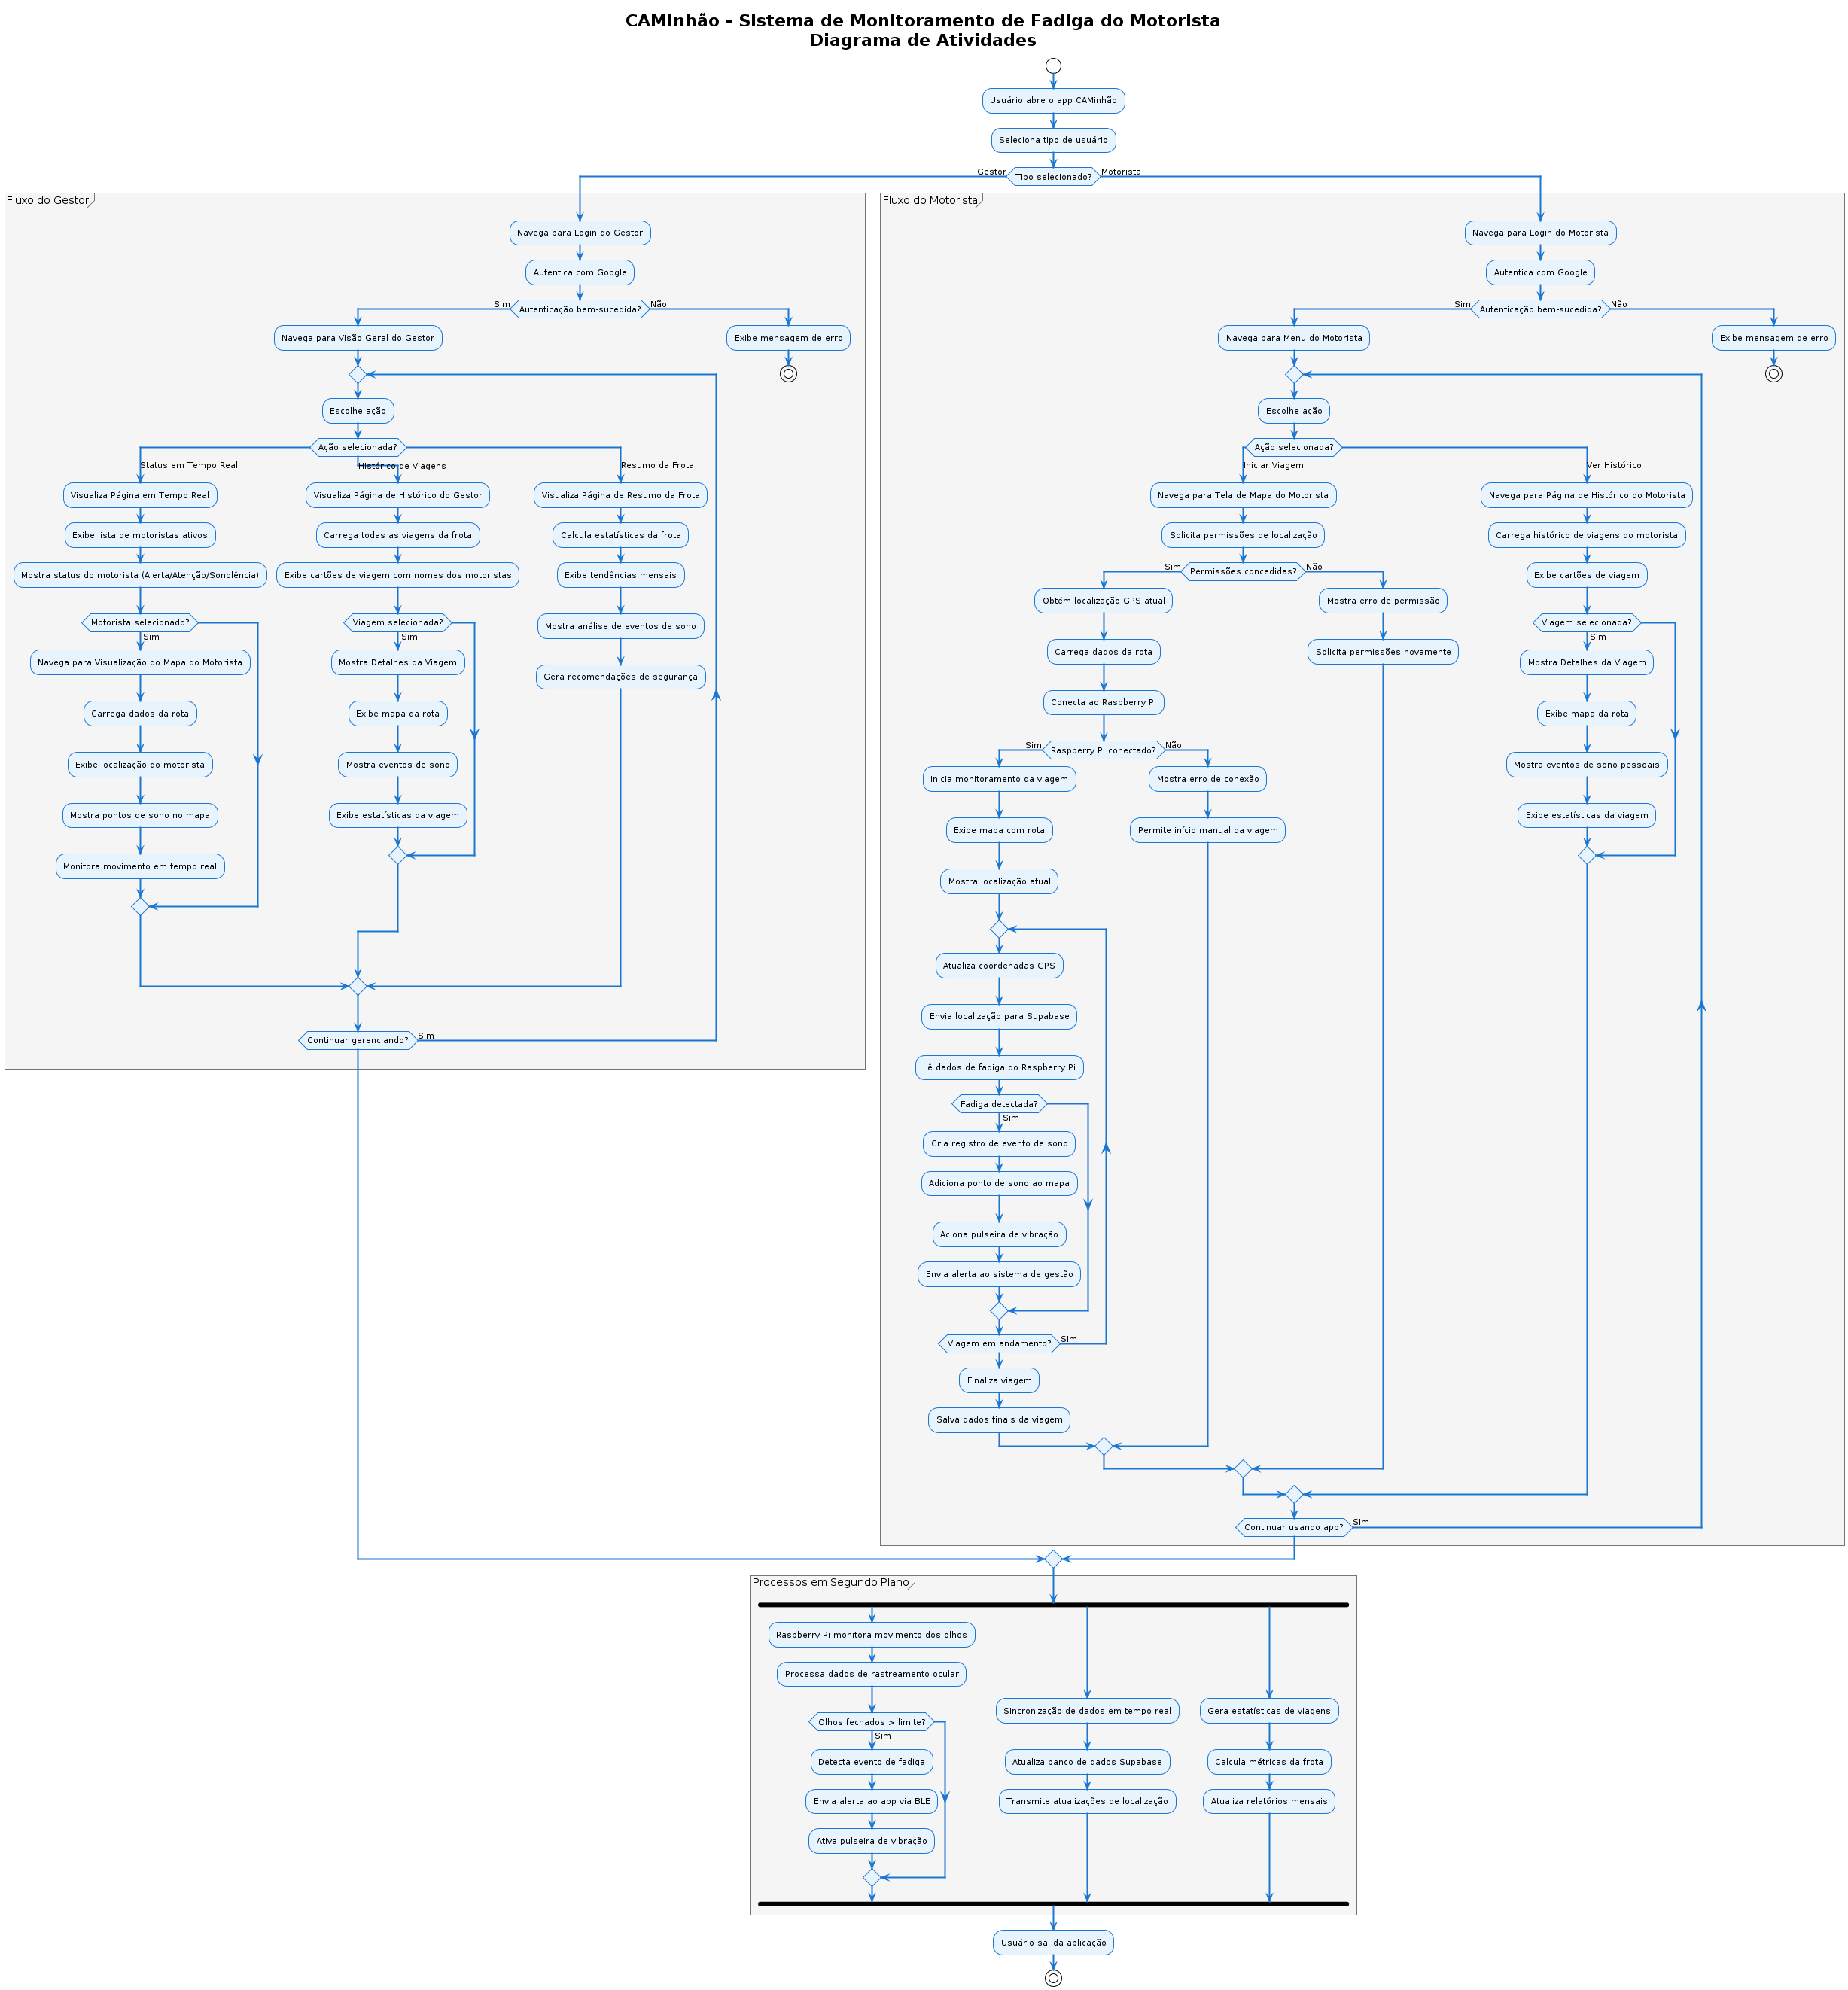 CAMinhão - Sistema de Monitoramento de Fadiga do Motorista
Diagrama de Atividades
Usuário abre o app CAMinhão
Seleciona tipo de usuário
Gestor
Tipo selecionado?
Motorista
Fluxo do Gestor
Navega para Login do Gestor
Autentica com Google
Sim
Autenticação bem-sucedida?
Não
Navega para Visão Geral do Gestor
Exibe mensagem de erro
Escolhe ação
Ação selecionada?
Status em Tempo Real
Visualiza Página em Tempo Real
Exibe lista de motoristas ativos
Mostra status do motorista (Alerta/Atenção/Sonolência)
Motorista selecionado?
Sim
Navega para Visualização do Mapa do Motorista
Carrega dados da rota
Exibe localização do motorista
Mostra pontos de sono no mapa
Monitora movimento em tempo real
Histórico de Viagens
Visualiza Página de Histórico do Gestor
Carrega todas as viagens da frota
Exibe cartões de viagem com nomes dos motoristas
Viagem selecionada?
Sim
Mostra Detalhes da Viagem
Exibe mapa da rota
Mostra eventos de sono
Exibe estatísticas da viagem
Resumo da Frota
Visualiza Página de Resumo da Frota
Calcula estatísticas da frota
Exibe tendências mensais
Mostra análise de eventos de sono
Gera recomendações de segurança
Continuar gerenciando?
Sim
Fluxo do Motorista
Navega para Login do Motorista
Autentica com Google
Sim
Autenticação bem-sucedida?
Não
Navega para Menu do Motorista
Exibe mensagem de erro
Escolhe ação
Ação selecionada?
Iniciar Viagem
Navega para Tela de Mapa do Motorista
Solicita permissões de localização
Sim
Permissões concedidas?
Não
Obtém localização GPS atual
Carrega dados da rota
Conecta ao Raspberry Pi
Sim
Raspberry Pi conectado?
Não
Inicia monitoramento da viagem
Exibe mapa com rota
Mostra localização atual
Atualiza coordenadas GPS
Envia localização para Supabase
Lê dados de fadiga do Raspberry Pi
Fadiga detectada?
Sim
Cria registro de evento de sono
Adiciona ponto de sono ao mapa
Aciona pulseira de vibração
Envia alerta ao sistema de gestão
Viagem em andamento?
Sim
Finaliza viagem
Salva dados finais da viagem
Mostra erro de conexão
Permite início manual da viagem
Mostra erro de permissão
Solicita permissões novamente
Ver Histórico
Navega para Página de Histórico do Motorista
Carrega histórico de viagens do motorista
Exibe cartões de viagem
Viagem selecionada?
Sim
Mostra Detalhes da Viagem
Exibe mapa da rota
Mostra eventos de sono pessoais
Exibe estatísticas da viagem
Continuar usando app?
Sim
Processos em Segundo Plano
Raspberry Pi monitora movimento dos olhos
Processa dados de rastreamento ocular
Olhos fechados > limite?
Sim
Detecta evento de fadiga
Envia alerta ao app via BLE
Ativa pulseira de vibração
Sincronização de dados em tempo real
Atualiza banco de dados Supabase
Transmite atualizações de localização
Gera estatísticas de viagens
Calcula métricas da frota
Atualiza relatórios mensais
Usuário sai da aplicação